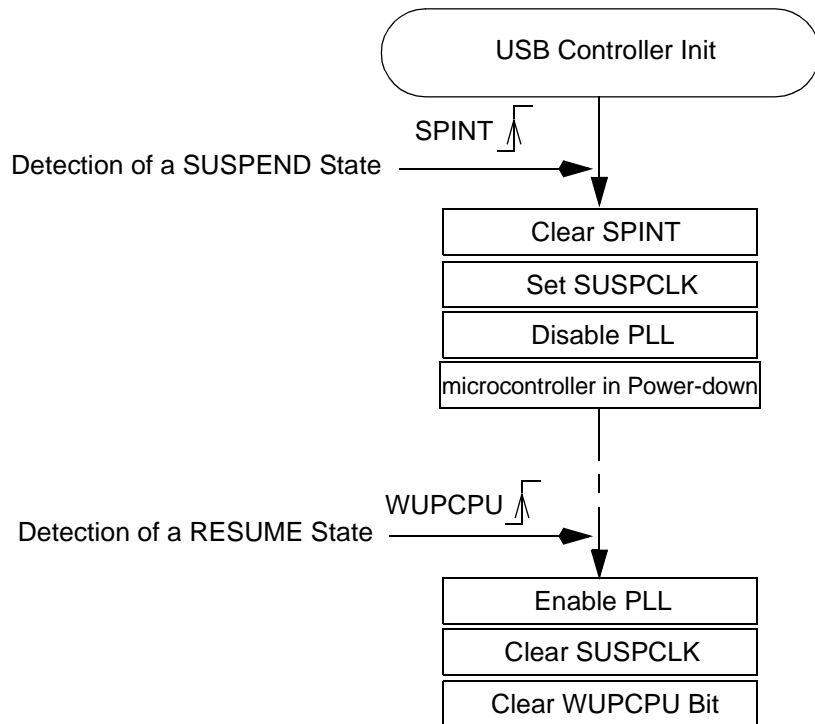 USB Controller Init
SPINT
Detection of a SUSPEND State
Clear SPINT
Set SUSPCLK
Disable PLL
microcontroller in Power-down
WUPCPU
Detection of a RESUME State
Enable PLL
Clear SUSPCLK
Clear WUPCPU Bit